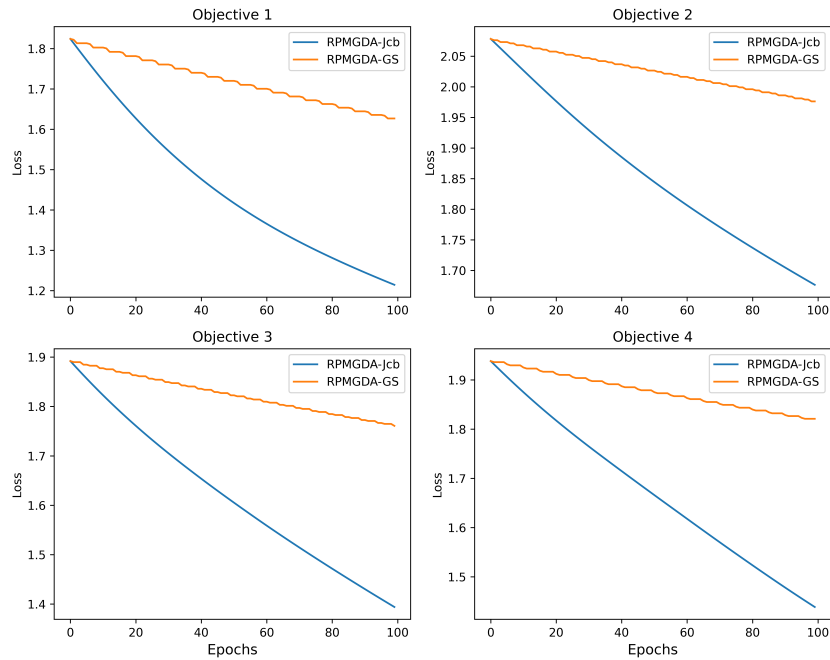 Objective 1
Loss
1.8
1.7
1.6
1.5
1.4
1.3
1.2
0 20 40 60 80 100
RPMGDA-Jcb
RPMGDA-GS
Objective 2
Loss
2.05
2.00
1.95
1.90
1.85
1.80
1.75
1.70
0 20 40 60 80 100
RPMGDA-Jcb
RPMGDA-GS
Objective 3
Loss
1.9
1.8
1.7
1.6
1.5
1.4
0 20 40 60 80 100
Epochs
RPMGDA-Jcb
RPMGDA-GS
Objective 4
Loss
1.9
1.8
1.7
1.6
1.5
0 20 40 60 80 100
Epochs
RPMGDA-Jcb
RPMGDA-GS